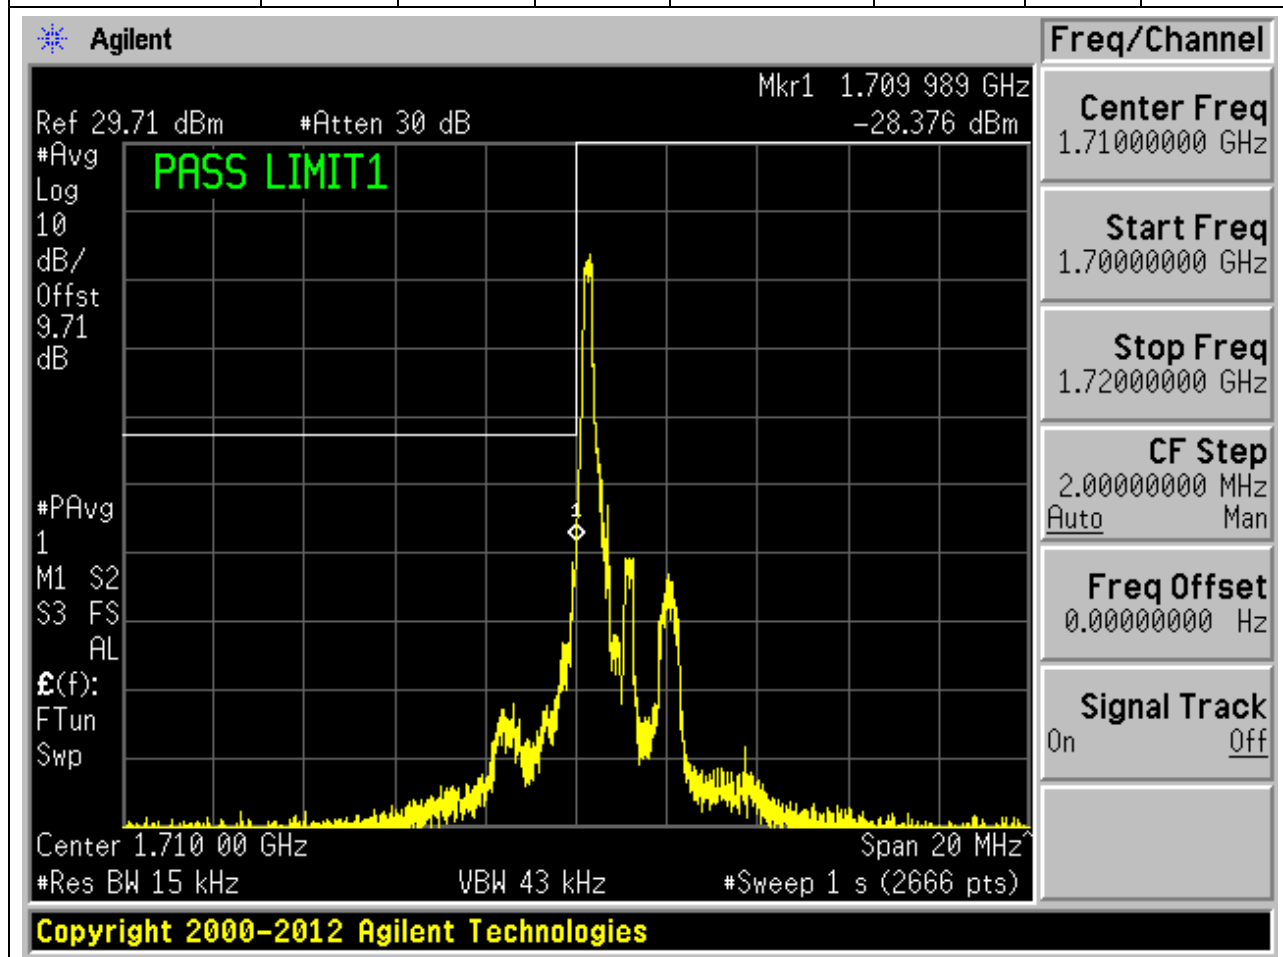 Agilent
Freq/Channel
Mkr1 1.709 989 GHz
Ref 29.71 dBm #Atten 30 dB -28.376 dBm
#Avg
Log
10
dB/
Offst
9.71
dB
PASS LIMIT1
1
#PAvg
1
M1 S2
S3 FS
AL
£(f):
FTun
Swp
Center 1.710 00 GHz Span 20 MHz^
#Res BW 15 kHz VBW 43 kHz #Sweep 1 s (2666 pts)
Center Freq
1.71000000 GHz
Start Freq
1.70000000 GHz
Stop Freq
1.72000000 GHz
CF Step
2.00000000 MHz
Auto Man
Freq Offset
0.00000000 Hz
Signal Track
On Off
Copyright 2000-2012 Agilent Technologies